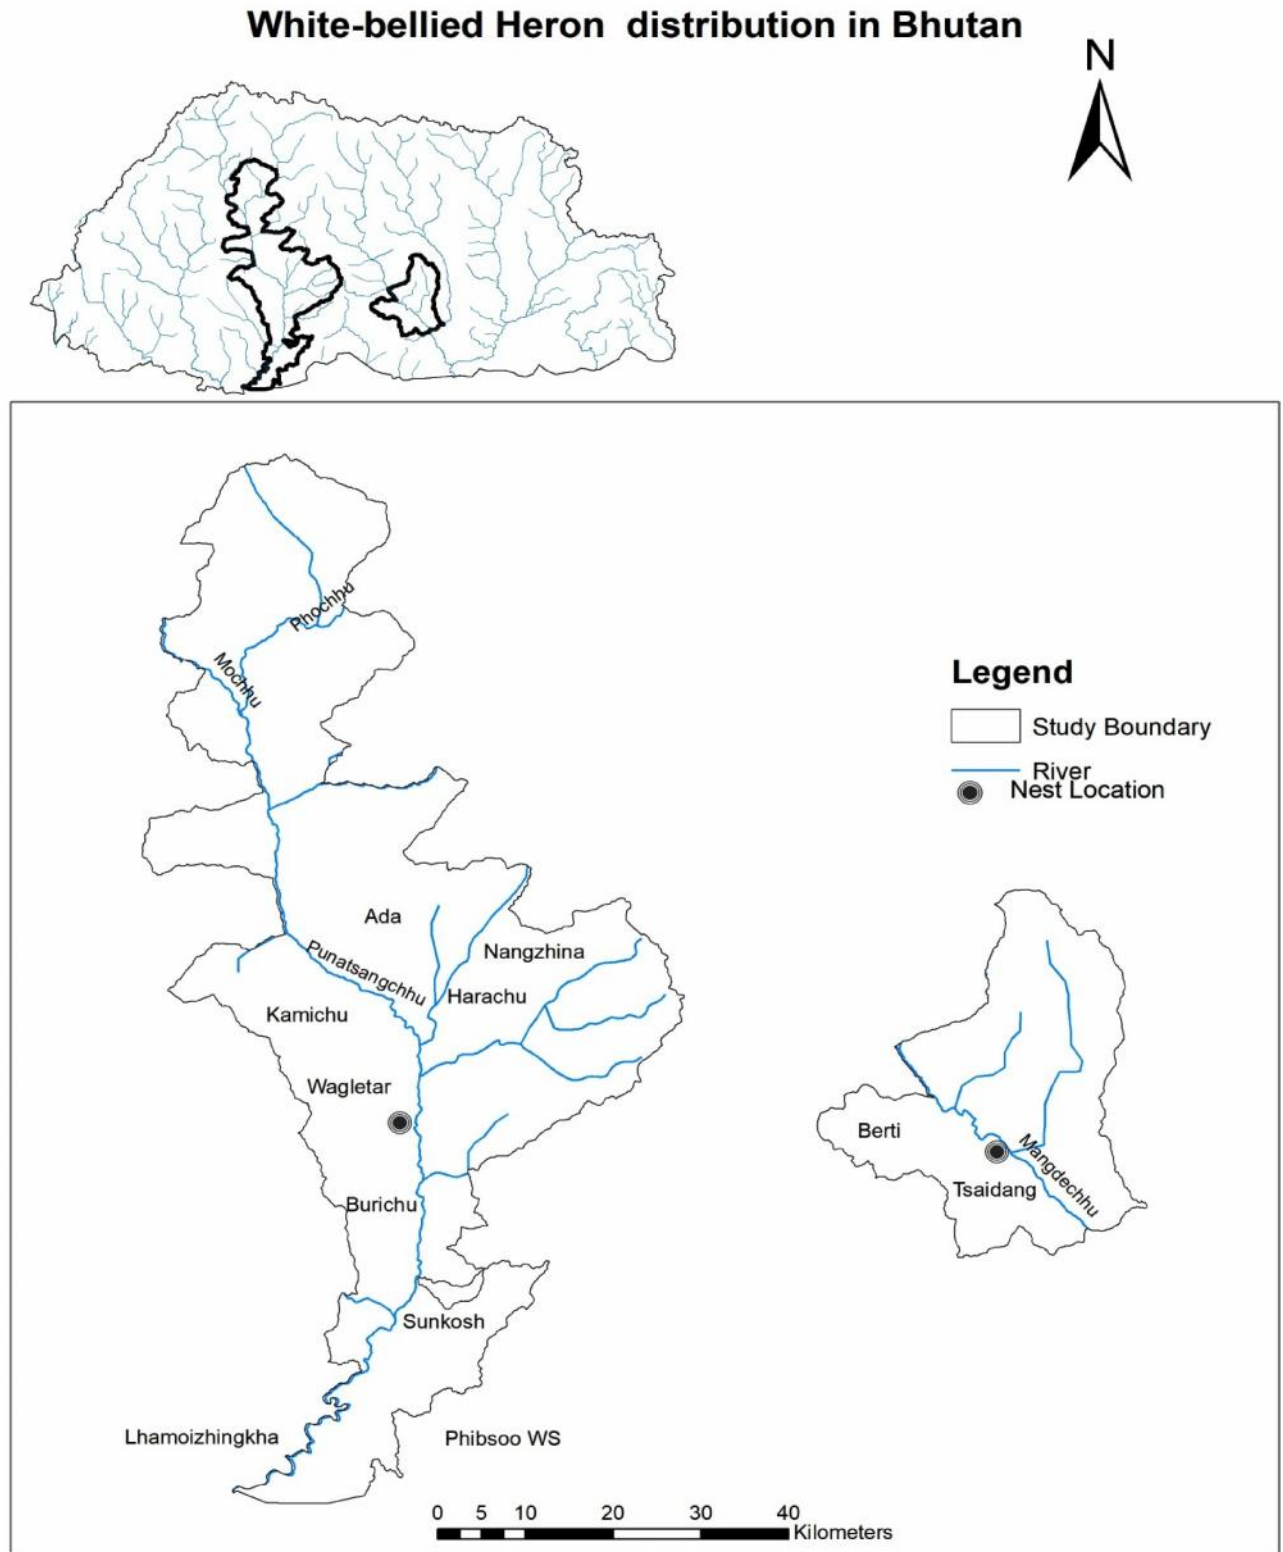 White-bellied Heron distribution in Bhutan
N
Phochhu
Mochhu
Legend
Study Boundary
River
Nest Location
Ada
Punatsangchhu
Nangzhina
Harachu
Kamichu
Wagletar
Berti
Mangdechhu
Tsaidang
Burichu
Sunkosh
Lhamoizhingkha
Phibsoo WS
0 5 10 20 30 40
Kilometers